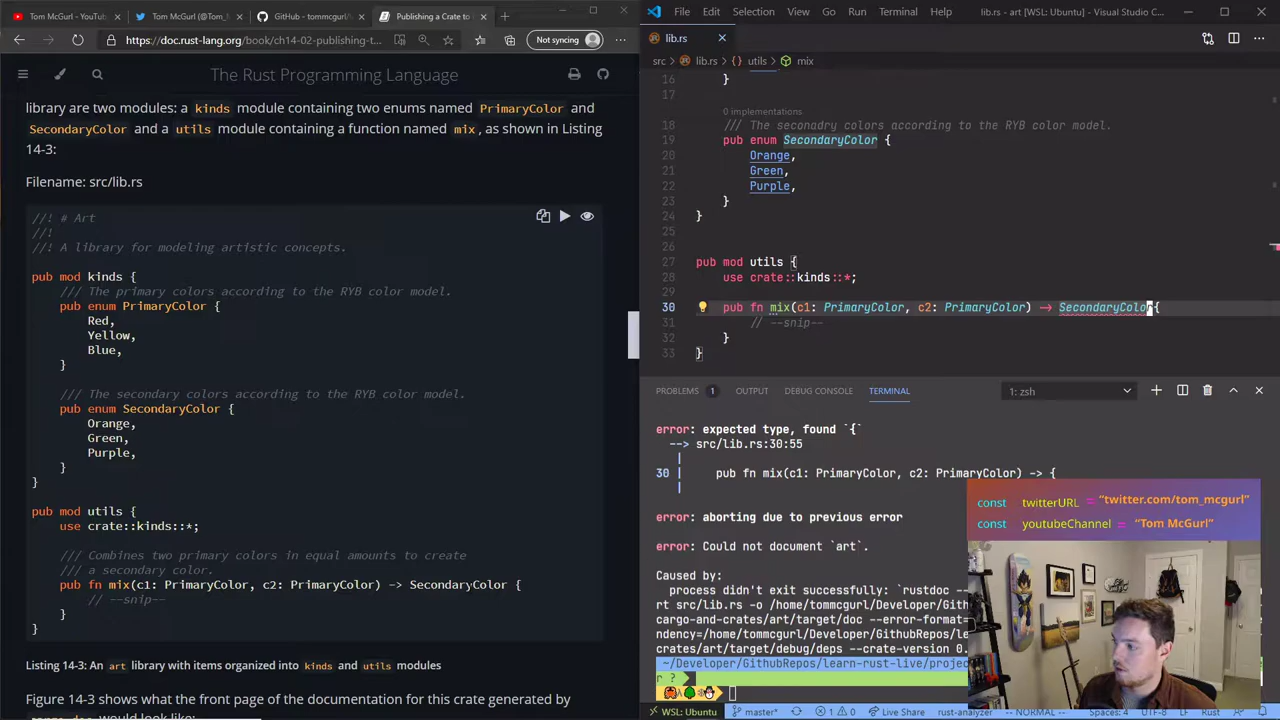 Tom McGurl - YouTu
Tom McGurl (@Tom_M
GitHub - tommcgurl/
Publishing a Crate to
https://doc.rust-lang.org/book/ch14-02-publishing-t...
Not syncing
The Rust Programming Language
library are two modules: a kinds module containing two enums named PrimaryColor and
SecondaryColor and a utils module containing a function named mix, as shown in Listing
14-3:
Filename: src/lib.rs
//! # Art
//!
//! A library for modeling artistic concepts.
pub mod kinds {
/// The primary colors according to the RYB color model.
pub enum PrimaryColor {
Red,
Yellow,
Blue,
}
/// The secondary colors according to the RYB color model.
pub enum SecondaryColor {
Orange,
Green,
Purple,
}
}
pub mod utils {
use crate::kinds::*;
/// Combines two primary colors in equal amounts to create
/// a secondary color.
pub fn mix(c1: PrimaryColor, c2: PrimaryColor) -> SecondaryColor {
// --snip--
}
}
Listing 14-3: An art library with items organized into kinds and utils modules
Figure 14-3 shows what the front page of the documentation for this crate generated by
would look like:
File Edit Selection View Go Run Terminal Help
lib.rs - art [WSL: Ubuntu] - Visual Studio C...
lib.rs
src > lib.rs > {} utils > mix
16 }
17
0 implementations
18 /// The seconadry colors according to the RYB color model.
19 pub enum SecondaryColor {
20 Orange,
21 Green,
22 Purple,
23 }
24 }
25
26
27 pub mod utils {
28 use crate::kinds::*;
30 pub fn mix(c1: PrimaryColor, c2: PrimaryColor) -> SecondaryColor{
31 // --snip--
32 }
33 }
PROBLEMS 1 OUTPUT DEBUG CONSOLE TERMINAL
1: zsh
error: expected type, found `{`
--> src/lib.rs:30:55
|
30 | pub fn mix(c1: PrimaryColor, c2: PrimaryColor) -> {
|
error: aborting due to previous error
error: Could not document `art`.
Caused by:
process didn't exit successfully: `rustdoc --
rt src/lib.rs -o /home/tommcgurl/Developer/Gith
cargo-and-crates/art/target/doc --error-format=
ndency=/home/tommcgurl/Developer/GithubRepos/le
crates/art/target/debug/deps --crate-version 0.
~/Developer/GithubRepos/learn-rust-live/projec
r ?
const twitterURL = "twitter.com/tom_mcgurl"
const youtubeChannel = "Tom McGurl"
WSL: Ubuntu master* 1 0 Live Share rust-analyzer -- NORMAL -- Spaces: 4 UTF-8 LF Rust